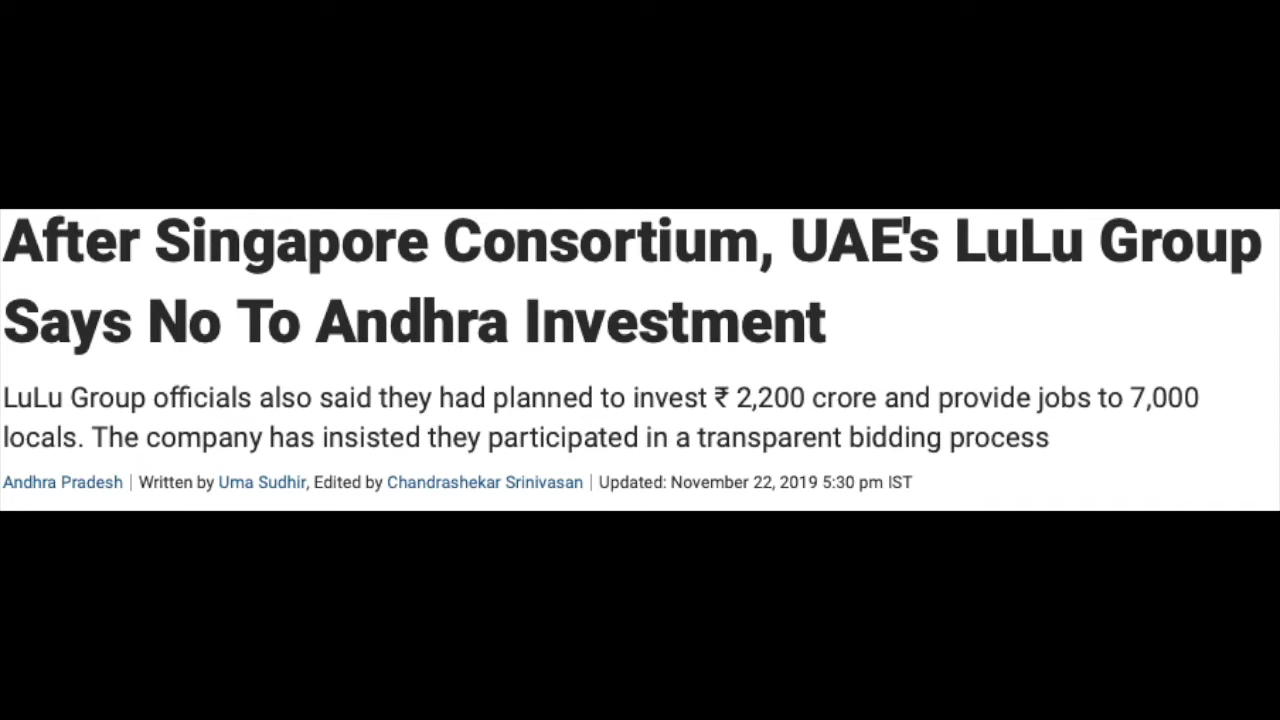 After Singapore Consortium, UAE's LuLu Group
Says No To Andhra Investment
LuLu Group officials also said they had planned to invest ₹ 2,200 crore and provide jobs to 7,000
locals. The company has insisted they participated in a transparent bidding process
Andhra Pradesh | Written by Uma Sudhir, Edited by Chandrashekar Srinivasan | Updated: November 22, 2019 5:30 pm IST